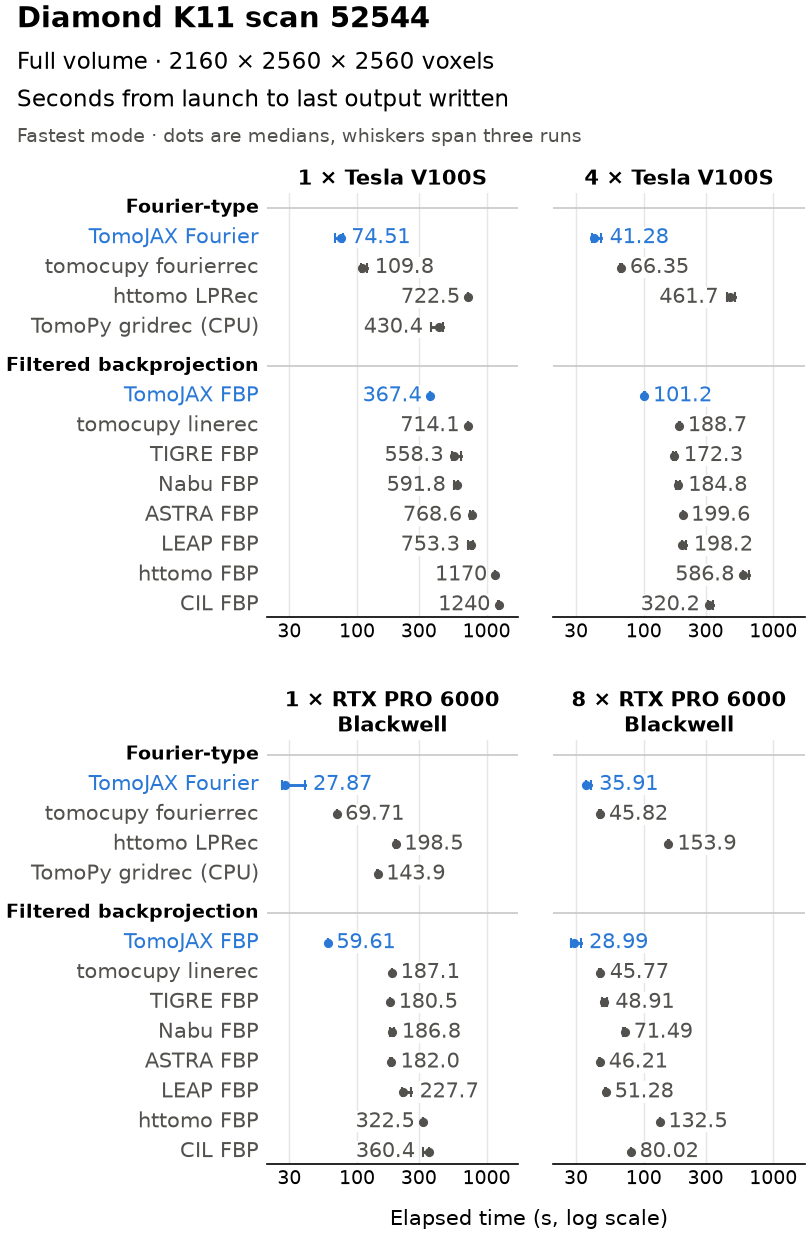 Diamond K11 scan 52544
Full volume · 2160 × 2560 × 2560 voxels
Seconds from launch to last output written
Fastest mode · dots are medians, whiskers span three runs
1 × Tesla V100S 4 × Tesla V100S
Fourier-type
TomoJAX Fourier 74.51 41.28
tomocupy fourierrec 109.8 66.35
httomo LPRec 722.5 461.7
TomoPy gridrec (CPU) 430.4
Filtered backprojection
TomoJAX FBP 367.4 101.2
tomocupy linerec 714.1 188.7
TIGRE FBP 558.3 172.3
Nabu FBP 591.8 184.8
ASTRA FBP 768.6 199.6
LEAP FBP 753.3 198.2
httomo FBP 1170 586.8
CIL FBP 1240 320.2
30 100 300 1000 30 100 300 1000
1 × RTX PRO 6000 8 × RTX PRO 6000
Blackwell Blackwell
Fourier-type
TomoJAX Fourier 27.87 35.91
tomocupy fourierrec 69.71 45.82
httomo LPRec 198.5 153.9
TomoPy gridrec (CPU) 143.9
Filtered backprojection
TomoJAX FBP 59.61 28.99
tomocupy linerec 187.1 45.77
TIGRE FBP 180.5 48.91
Nabu FBP 186.8 71.49
ASTRA FBP 182.0 46.21
LEAP FBP 227.7 51.28
httomo FBP 322.5 132.5
CIL FBP 360.4 80.02
30 100 300 1000 30 100 300 1000
Elapsed time (s, log scale)